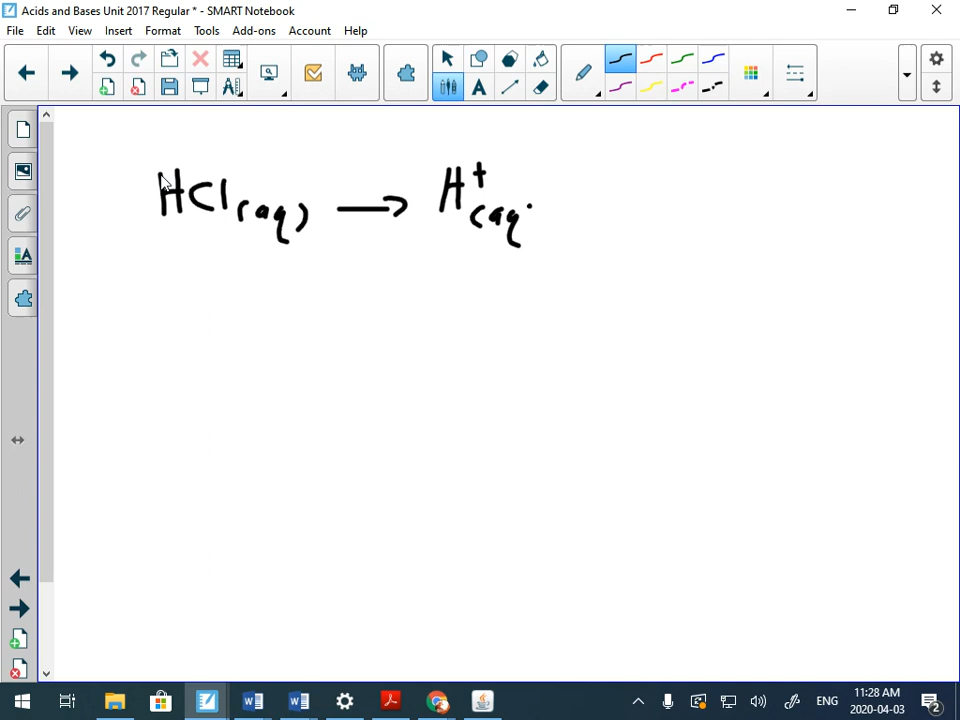 Acids and Bases Unit 2017 Regular * - SMART Notebook
File Edit View Insert Format Tools Add-ons Account Help
HCl(aq) → H⁺(aq
ENG
11:28 AM
2020-04-03
2